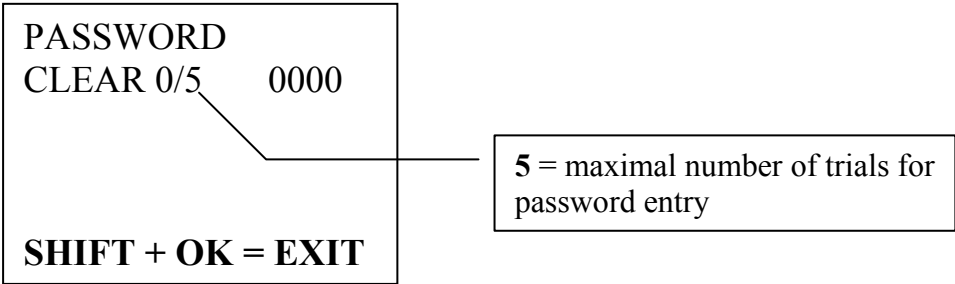 PASSWORD
CLEAR 0/5 0000
SHIFT + OK = EXIT
5 = maximal number of trials for
password entry